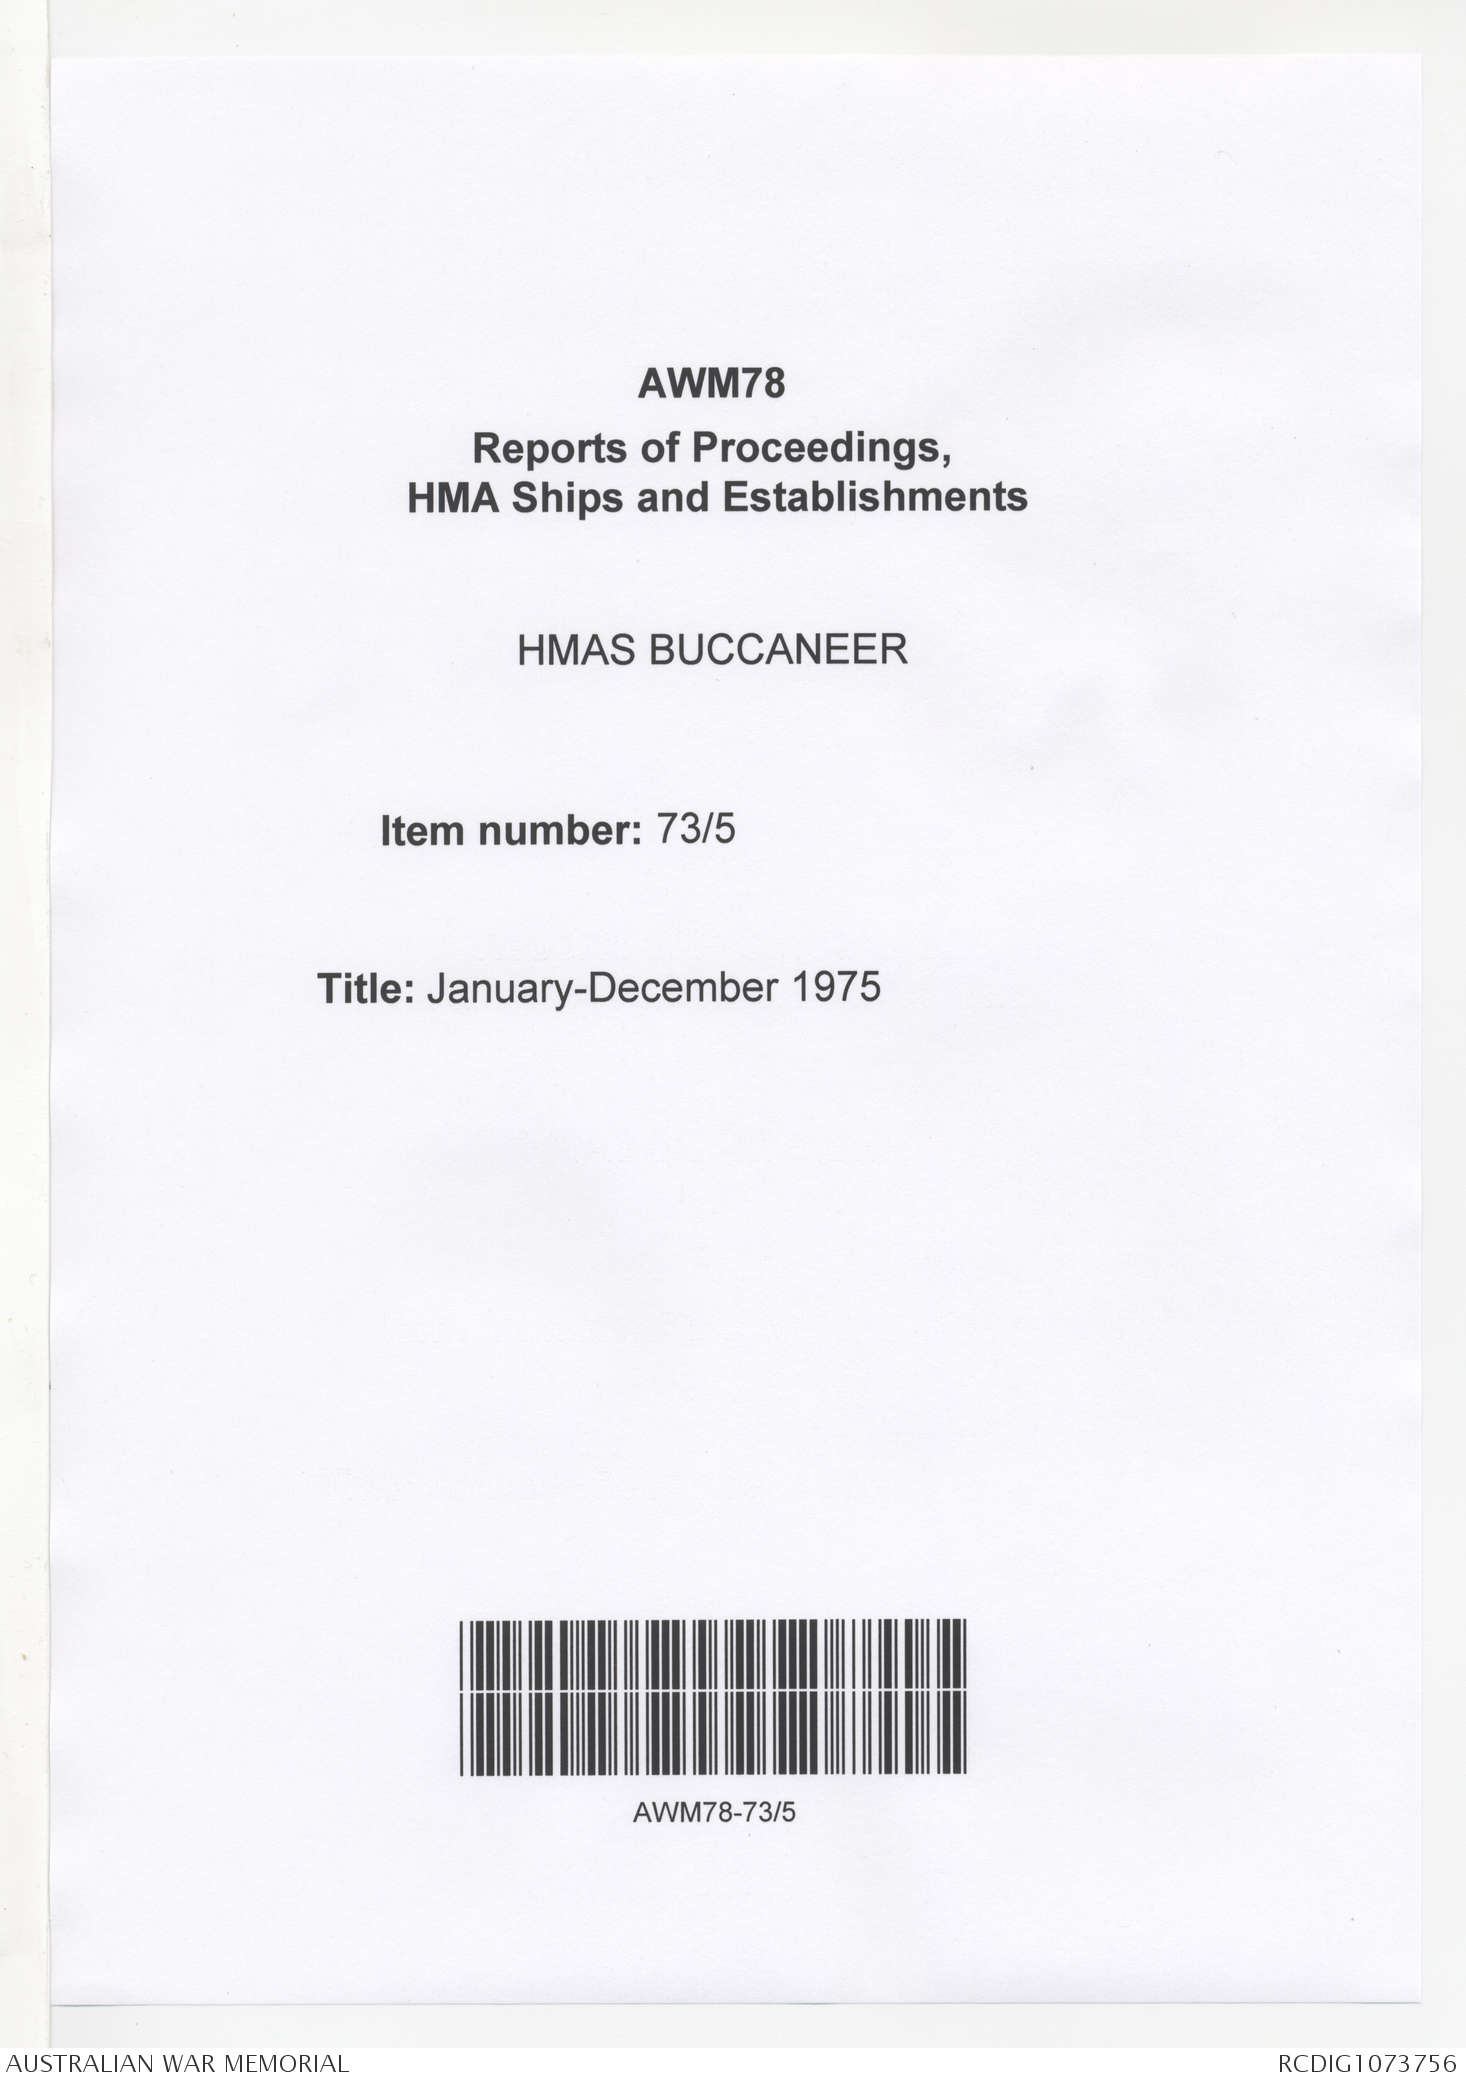 AWM78
Reports of Proceedings,
HMA Ships and Establishments
HMAS BUCCANEER
Item number: 73/5
Title: January-December 1975
AWM78-73/5
AUSTRALIAN WAR MEMORIAL
RCDIG1073756